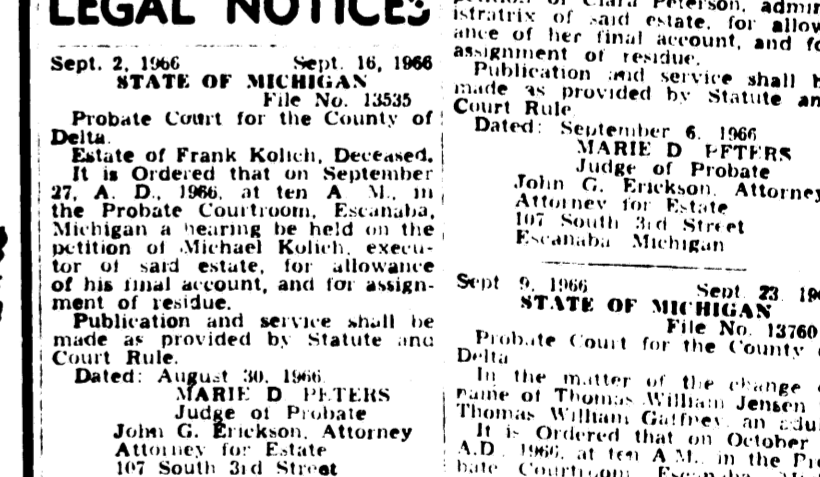 LEGAL NOTICES
Sept. 2, 1966 Sept. 16, 1966
STATE OF MICHIGAN
File No. 13535
Probate Court for the County of
Delta.
Estate of Frank Kolich, Deceased.
It is Ordered that on September
27, A. D., 1966, at ten A M., in
the Probate Courtroom, Escanaba,
Michigan a hearing be held on the
petition of Michael Kolich, execu-
tor of said estate, for allowance
of his final account, and for assign-
ment of residue.
Publication and service shall be
made as provided by Statute and
Court Rule.
Dated: August 30, 1966
MARIE D PETERS
Judge of Probate
John G. Erickson, Attorney
Attorney for Estate
107 South 3rd Street
of Clara Peterson, admin
istratrix of said estate, for allow
ance of her final account, and fo
assignment of residue.
Publication and service shall b
made as provided by Statute an
Court Rule
Dated: September 6, 1966
MARIE D PETERS
Judge of Probate
John G. Erickson, Attorney
Attorney for Estate
107 South 3rd Street
Escanaba Michigan
Sept 9, 1966 Sept. 23, 19
STATE OF MICHIGAN
File No. 13760
Probate Court for the County
Delta
In the matter of the change
name of Thomas William Jensen
Thomas William Gaffney, an adul
It is Ordered that on October
A.D. 1966, at ten A M., in the Pro
bate Courtroom